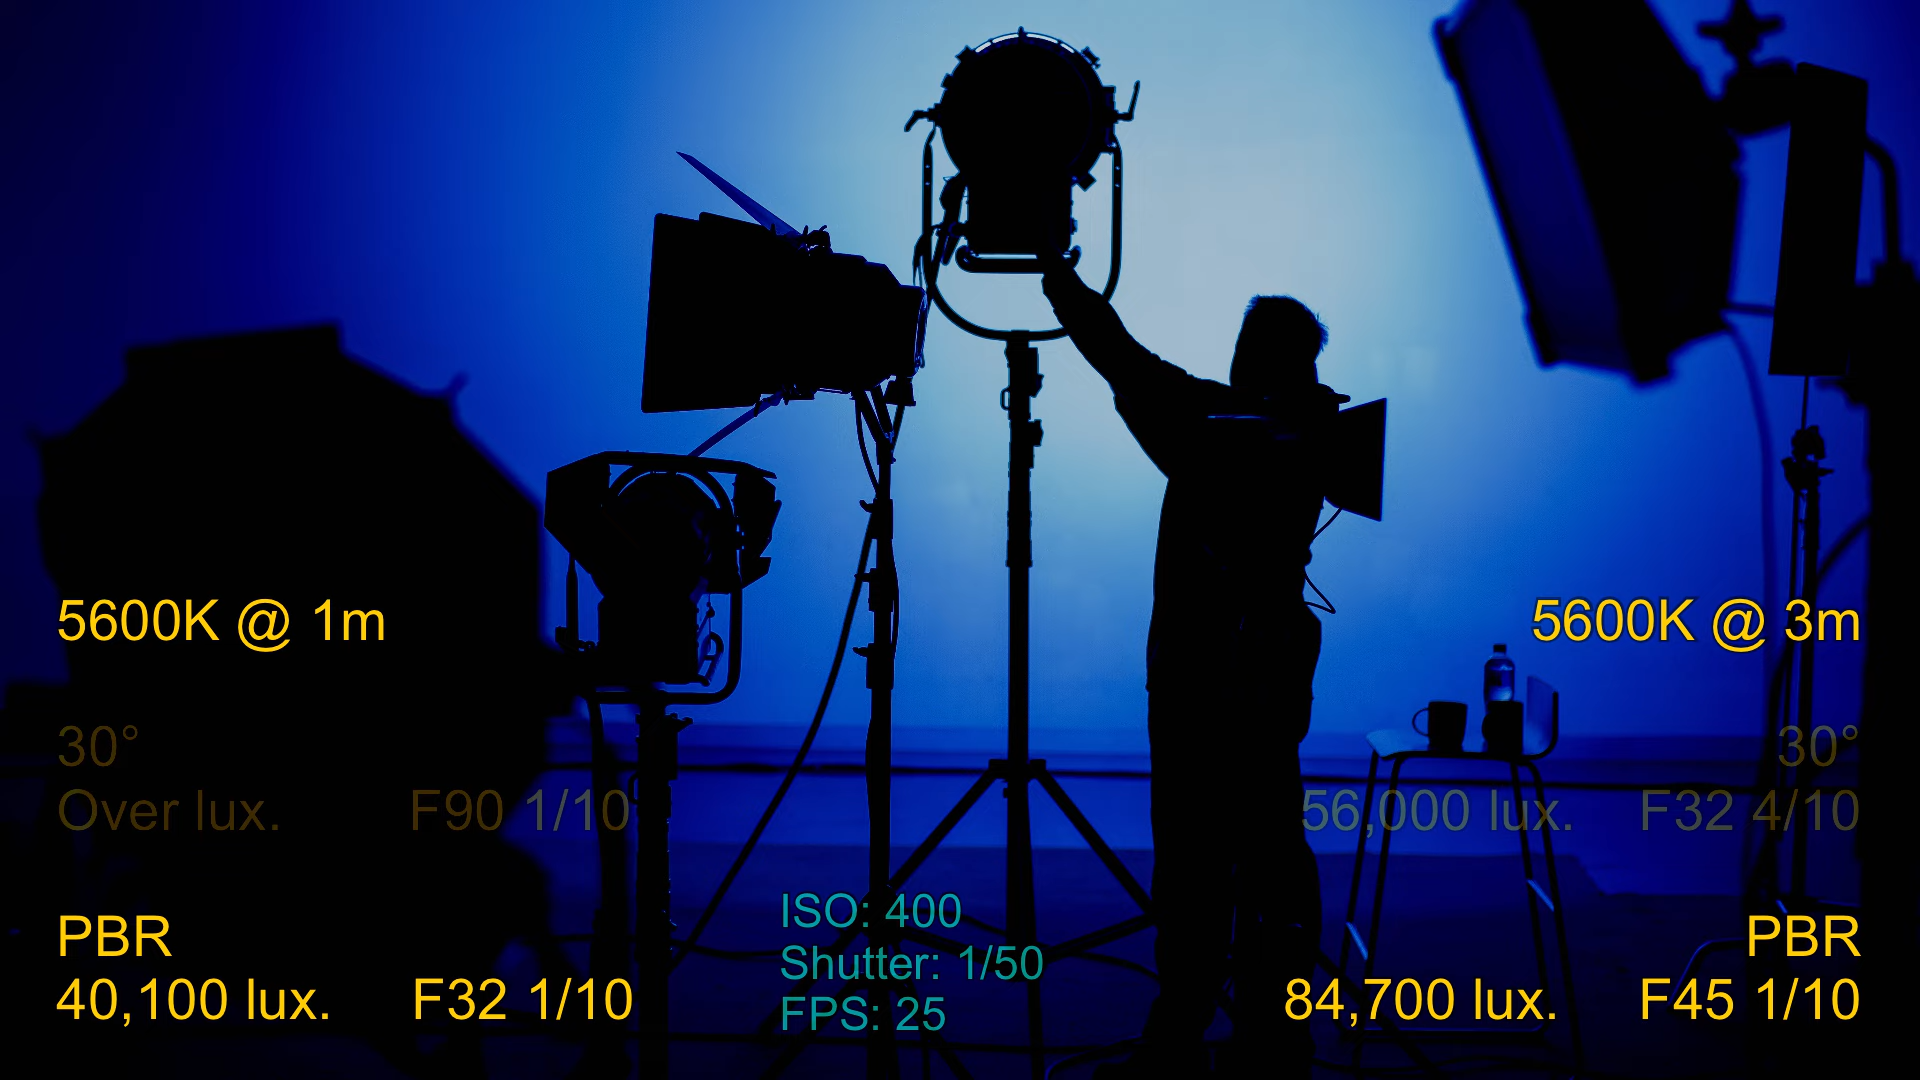 5600K @ 1m
30°
Over lux. F90 1/10
PBR
40,100 lux. F32 1/10
ISO: 400
Shutter: 1/50
FPS: 25
5600K @ 3m
30°
56,000 lux. F32 4/10
PBR
84,700 lux. F45 1/10